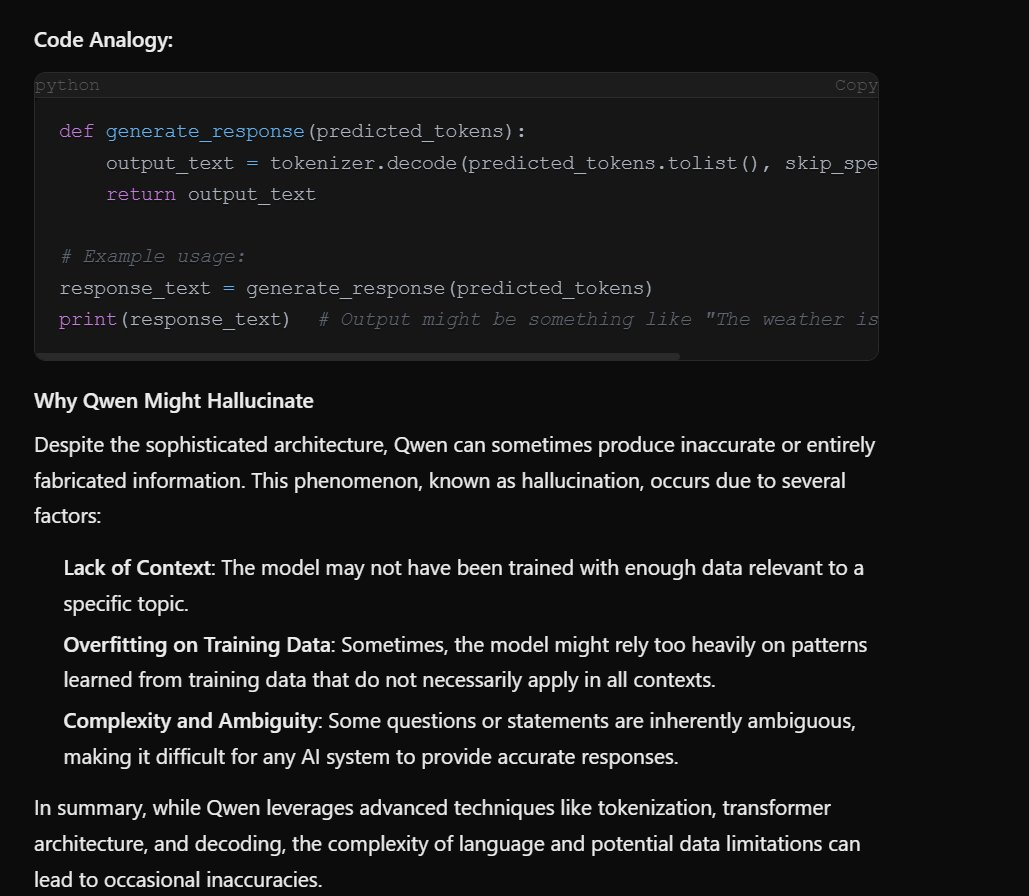 Code Analogy:
python Copy
def generate_response(predicted_tokens):
output_text = tokenizer.decode(predicted_tokens.tolist(), skip_spe
return output_text
# Example usage:
response_text = generate_response(predicted_tokens)
print(response_text) # Output might be something like "The weather is
Why Qwen Might Hallucinate
Despite the sophisticated architecture, Qwen can sometimes produce inaccurate or entirely
fabricated information. This phenomenon, known as hallucination, occurs due to several
factors:
Lack of Context: The model may not have been trained with enough data relevant to a
specific topic.
Overfitting on Training Data: Sometimes, the model might rely too heavily on patterns
learned from training data that do not necessarily apply in all contexts.
Complexity and Ambiguity: Some questions or statements are inherently ambiguous,
making it difficult for any AI system to provide accurate responses.
In summary, while Qwen leverages advanced techniques like tokenization, transformer
architecture, and decoding, the complexity of language and potential data limitations can
lead to occasional inaccuracies.